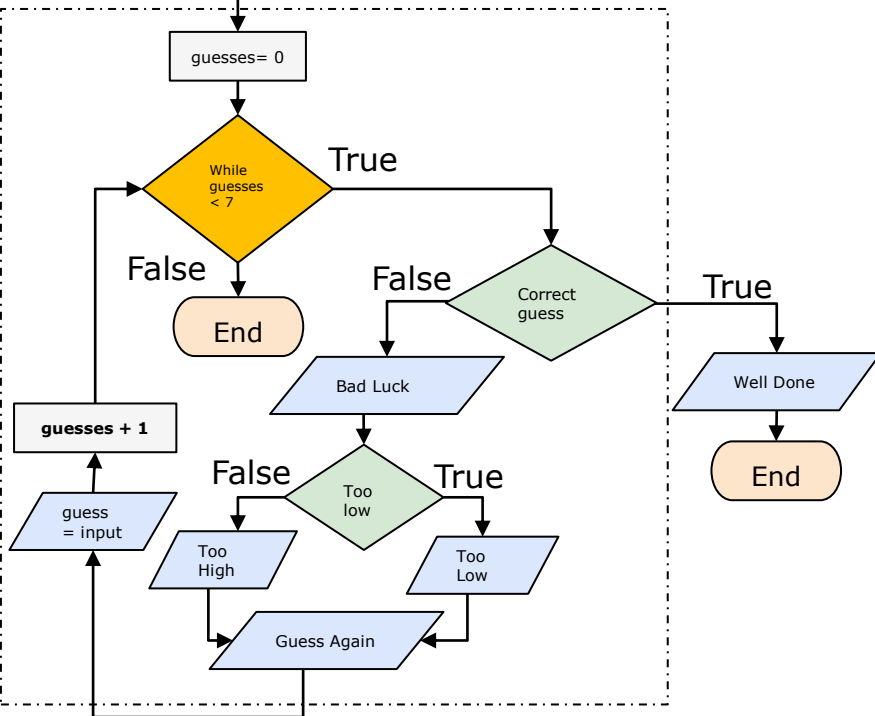 guesses= 0
While
guesses
< 7
True
False
End
False
Correct
guess
True
Bad Luck
Well Done
guesses + 1
End
False
True
Too
low
guess
= input
Too
High
Too
Low
Guess Again